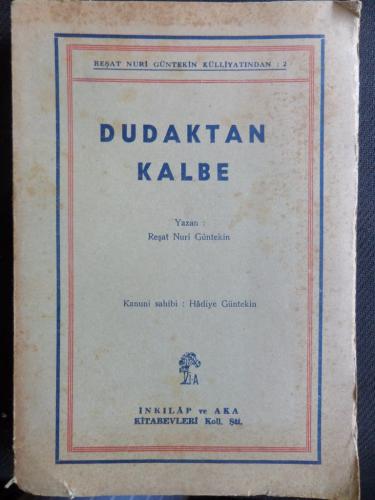 REŞAT NURİ GÜNTEKİN KÜLLİYATINDAN : 2
DUDAKTAN
KALBE
Yazan :
Reşat Nuri Güntekin
Kanuni sahibi : Hâdiye Güntekin
İ-A
İNKILÂP ve AKA
KİTABEVLERİ Koll. Şti.